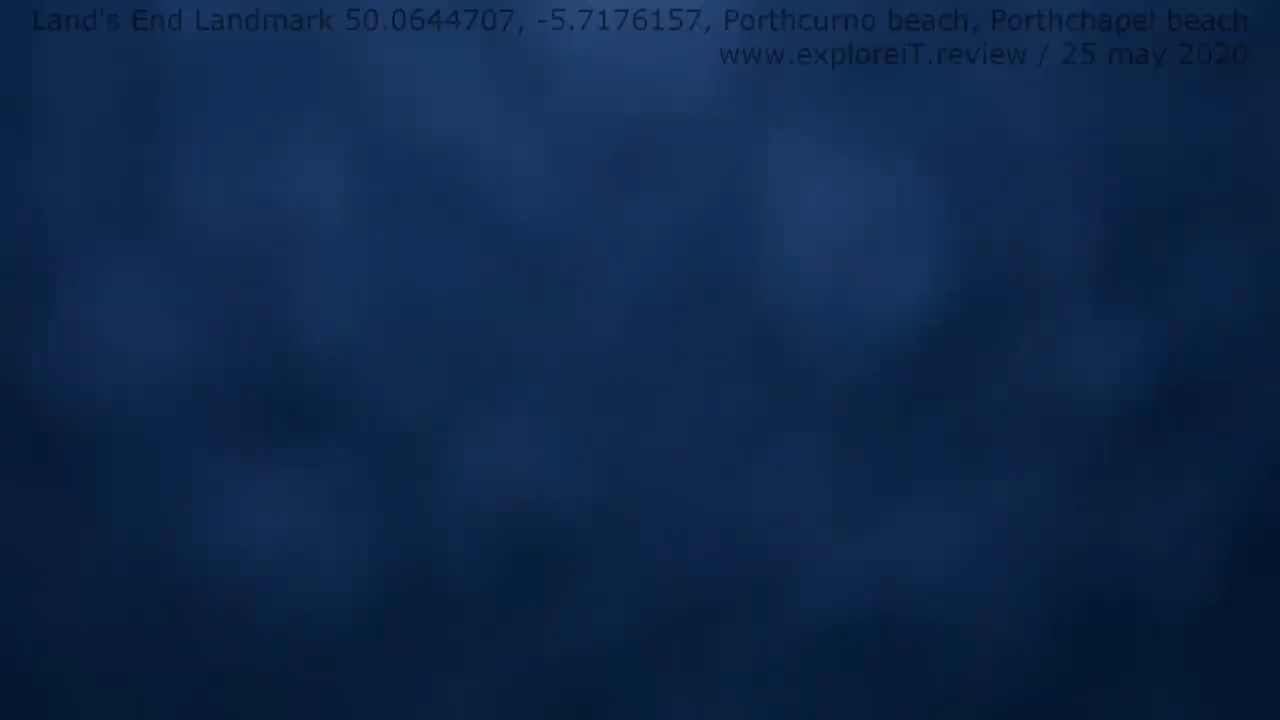 Land's End Landmark 50.0644707, -5.7176157, Porthcurno beach, Porthchapel beach
www.exploreiT.review / 25 may 2020